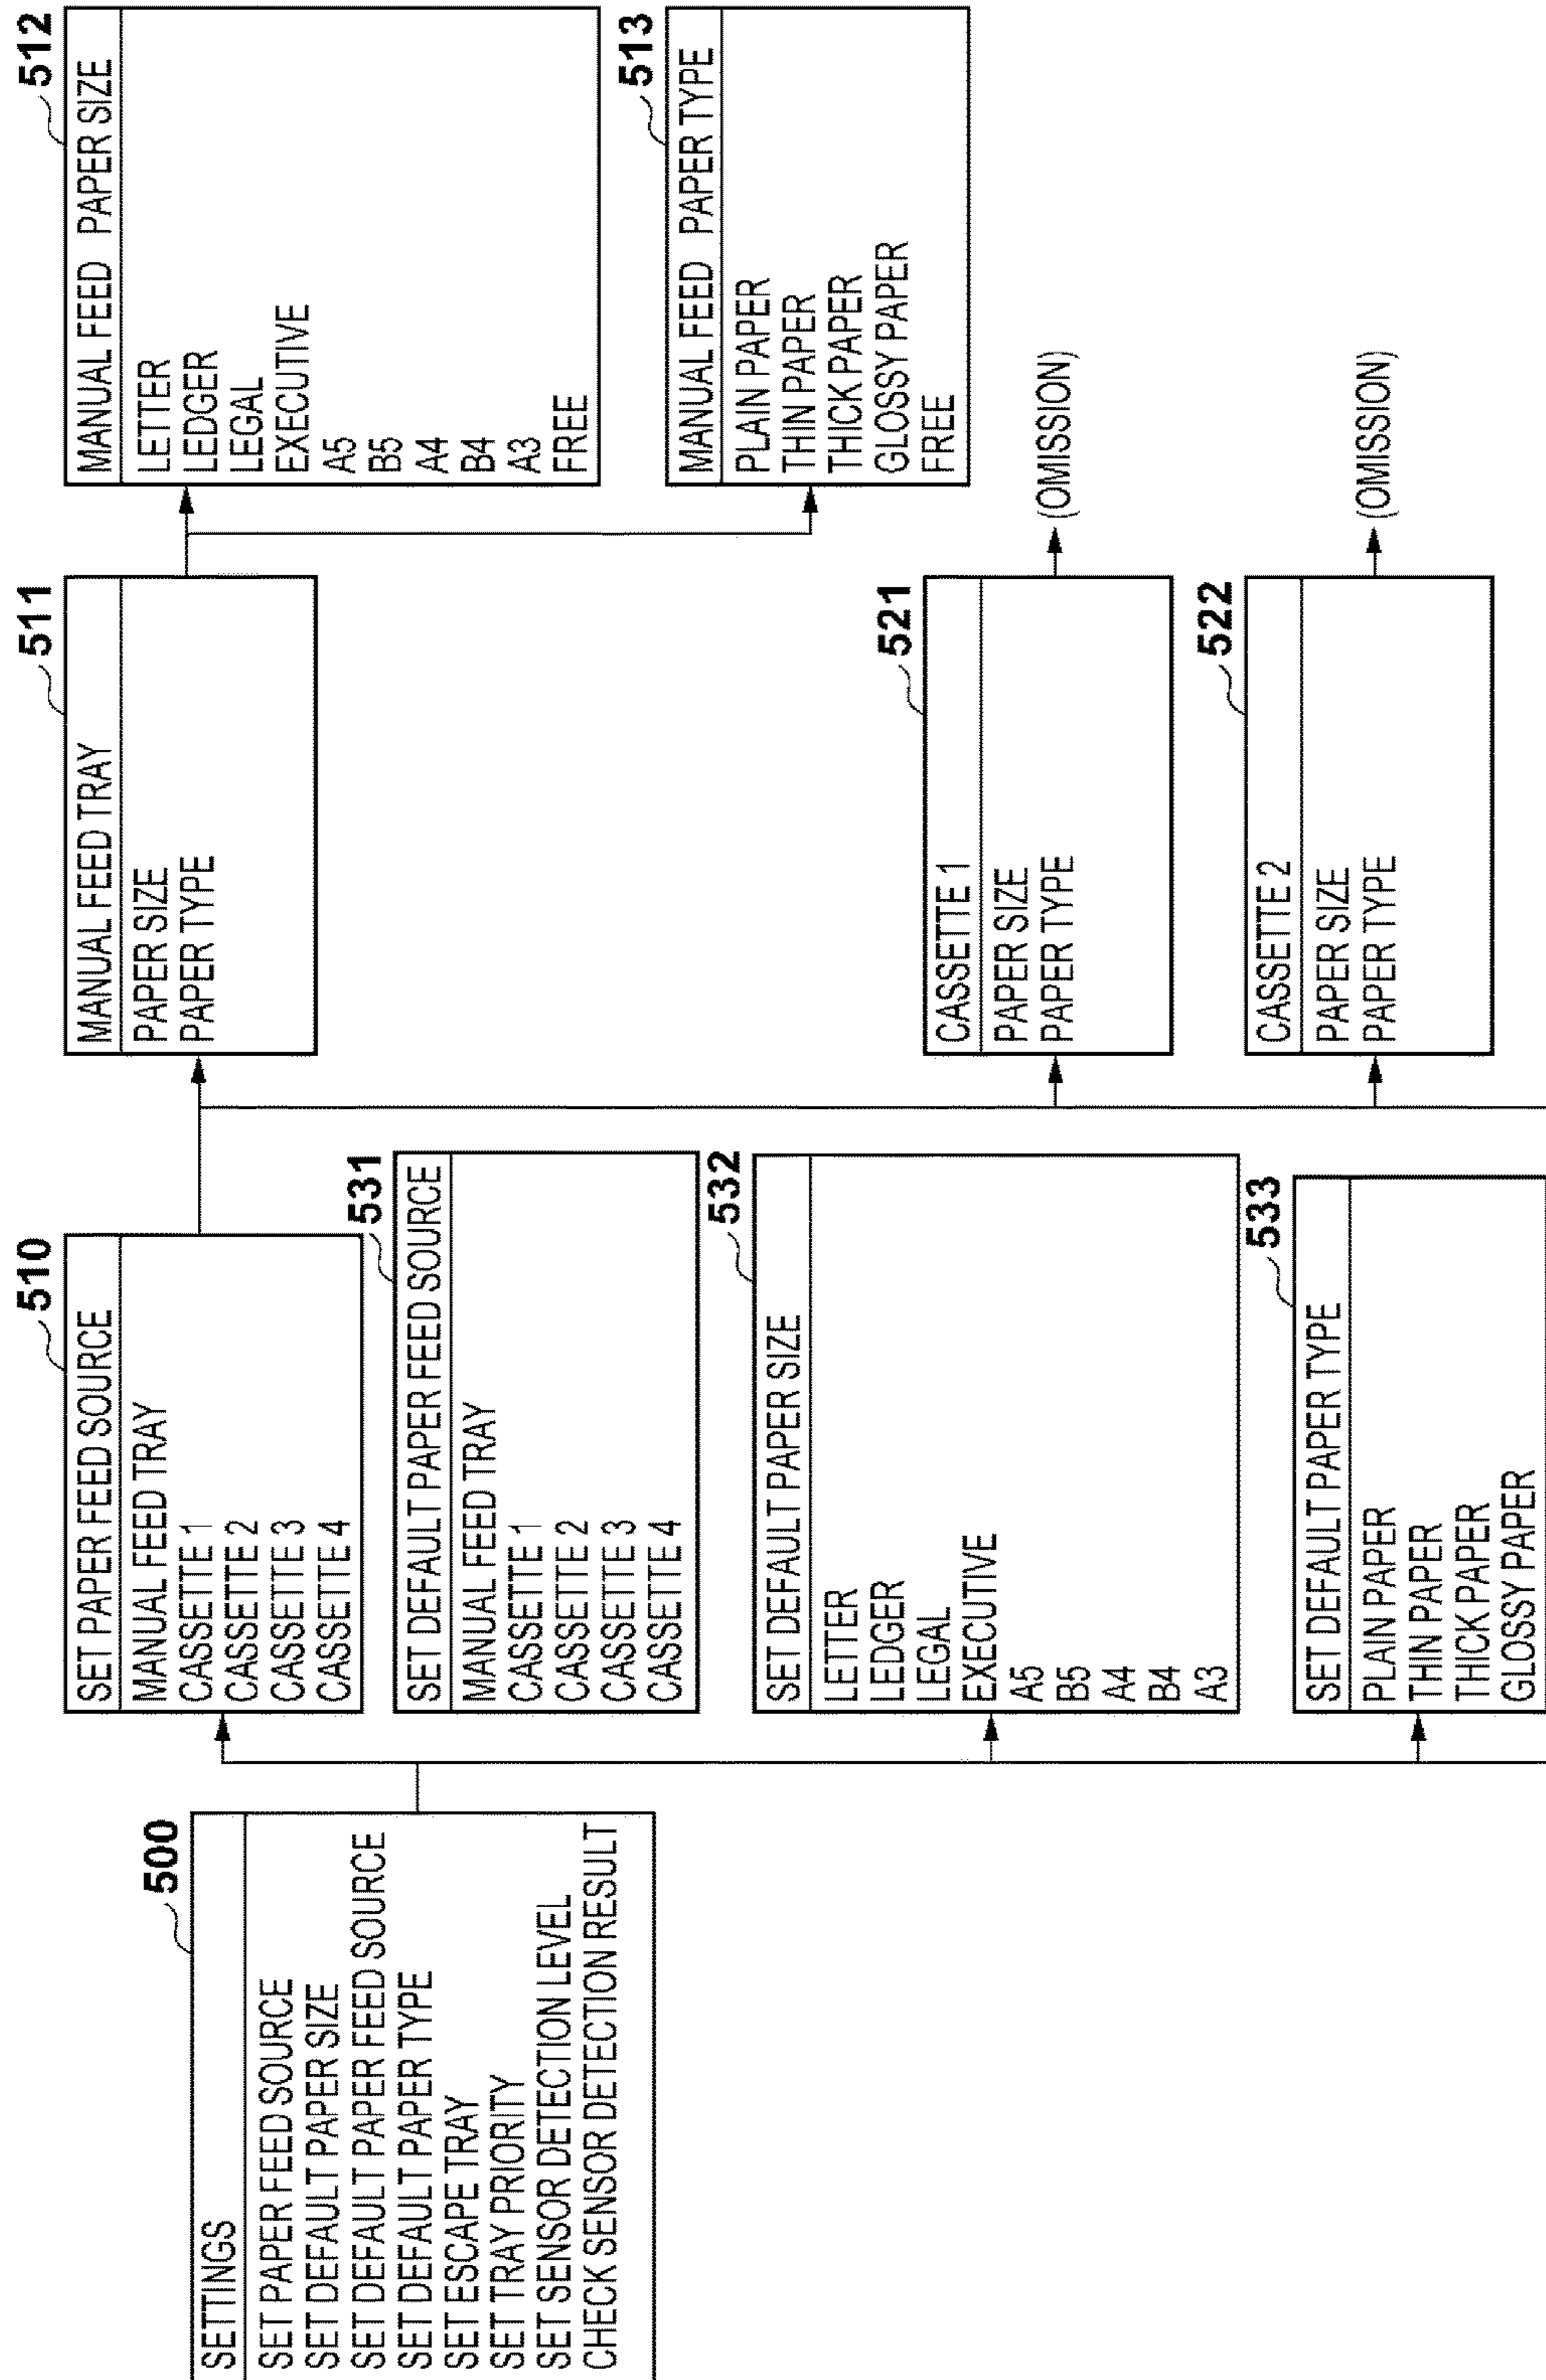 500
SETTINGS
SET PAPER FEED SOURCE
SET DEFAULT PAPER SIZE
SET DEFAULT PAPER FEED SOURCE
SET DEFAULT PAPER TYPE
SET ESCAPE TRAY
SET TRAY PRIORITY
SET SENSOR DETECTION LEVEL
CHECK SENSOR DETECTION RESULT
510
SET PAPER FEED SOURCE
MANUAL FEED TRAY
CASSETTE 1
CASSETTE 2
CASSETTE 3
CASSETTE 4
531
SET DEFAULT PAPER FEED SOURCE
MANUAL FEED TRAY
CASSETTE 1
CASSETTE 2
CASSETTE 3
CASSETTE 4
532
SET DEFAULT PAPER SIZE
LETTER
LEDGER
LEGAL
EXECUTIVE
A5
B5
A4
B4
A3
533
SET DEFAULT PAPER TYPE
PLAIN PAPER
THIN PAPER
THICK PAPER
GLOSSY PAPER
511
MANUAL FEED TRAY
PAPER SIZE
PAPER TYPE
521
CASSETTE 1
PAPER SIZE
PAPER TYPE
(OMISSION)
522
CASSETTE 2
PAPER SIZE
PAPER TYPE
(OMISSION)
512
MANUAL FEED PAPER SIZE
LETTER
LEDGER
LEGAL
EXECUTIVE
A5
B5
A4
B4
A3
FREE
513
MANUAL FEED PAPER TYPE
PLAIN PAPER
THIN PAPER
THICK PAPER
GLOSSY PAPER
FREE